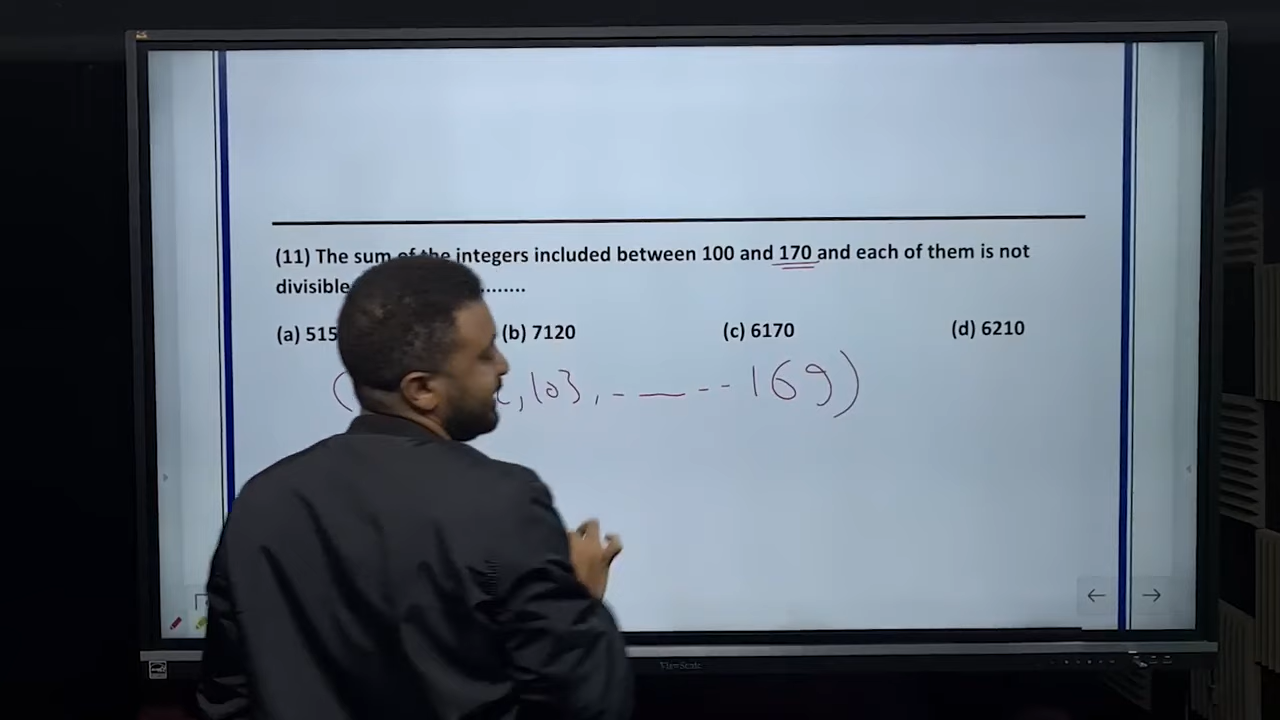 (11) The sum of the integers included between 100 and 170 and each of them is not
divisible ........
(a) 515 (b) 7120 (c) 6170 (d) 6210
( , 103, - — - - 169)
ViewSonic